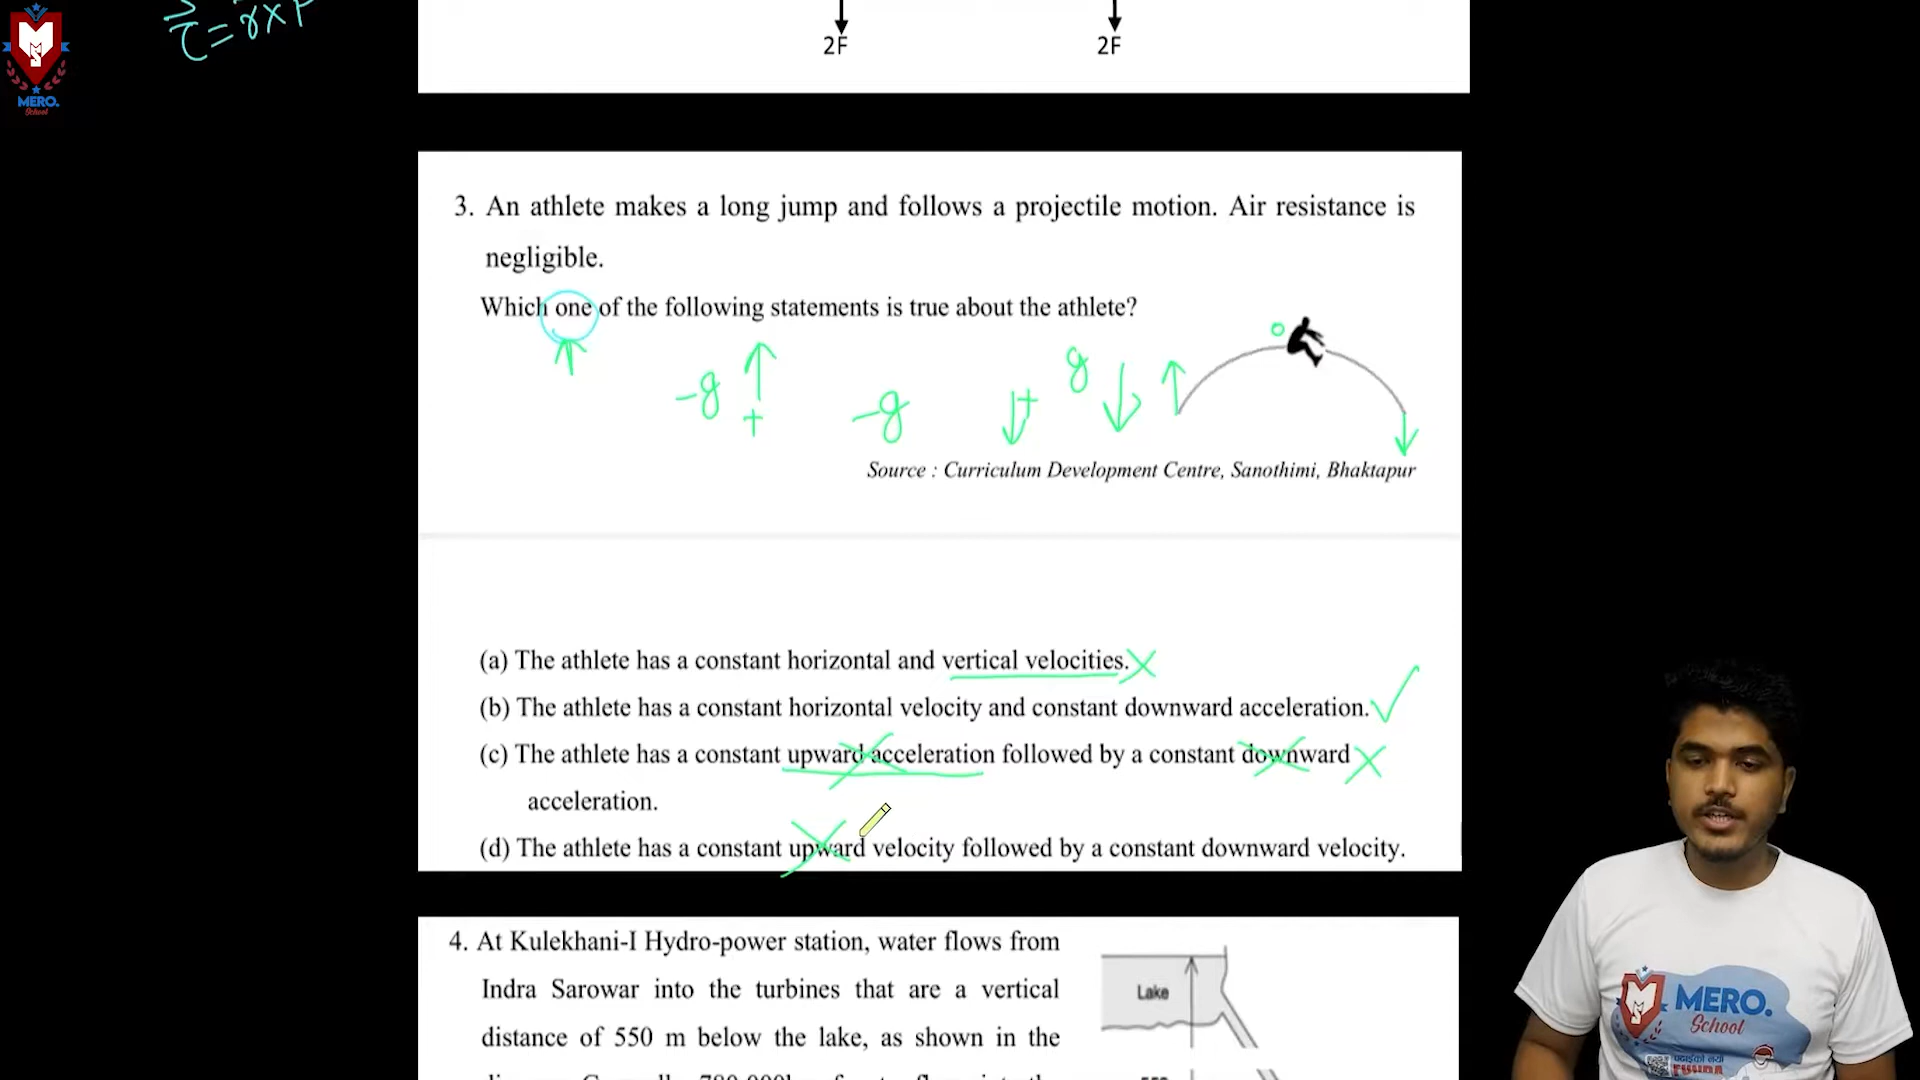 τ = r x F
MERO.
School
2F 2F
3. An athlete makes a long jump and follows a projectile motion. Air resistance is
negligible.
Which one of the following statements is true about the athlete?
-g
+
-g
+
g
o
Source : Curriculum Development Centre, Sanothimi, Bhaktapur
(a) The athlete has a constant horizontal and vertical velocities.
(b) The athlete has a constant horizontal velocity and constant downward acceleration.
(c) The athlete has a constant upward acceleration followed by a constant downward
acceleration.
(d) The athlete has a constant upward velocity followed by a constant downward velocity.
4. At Kulekhani-I Hydro-power station, water flows from
Indra Sarowar into the turbines that are a vertical
distance of 550 m below the lake, as shown in the
Lake
MERO.
School